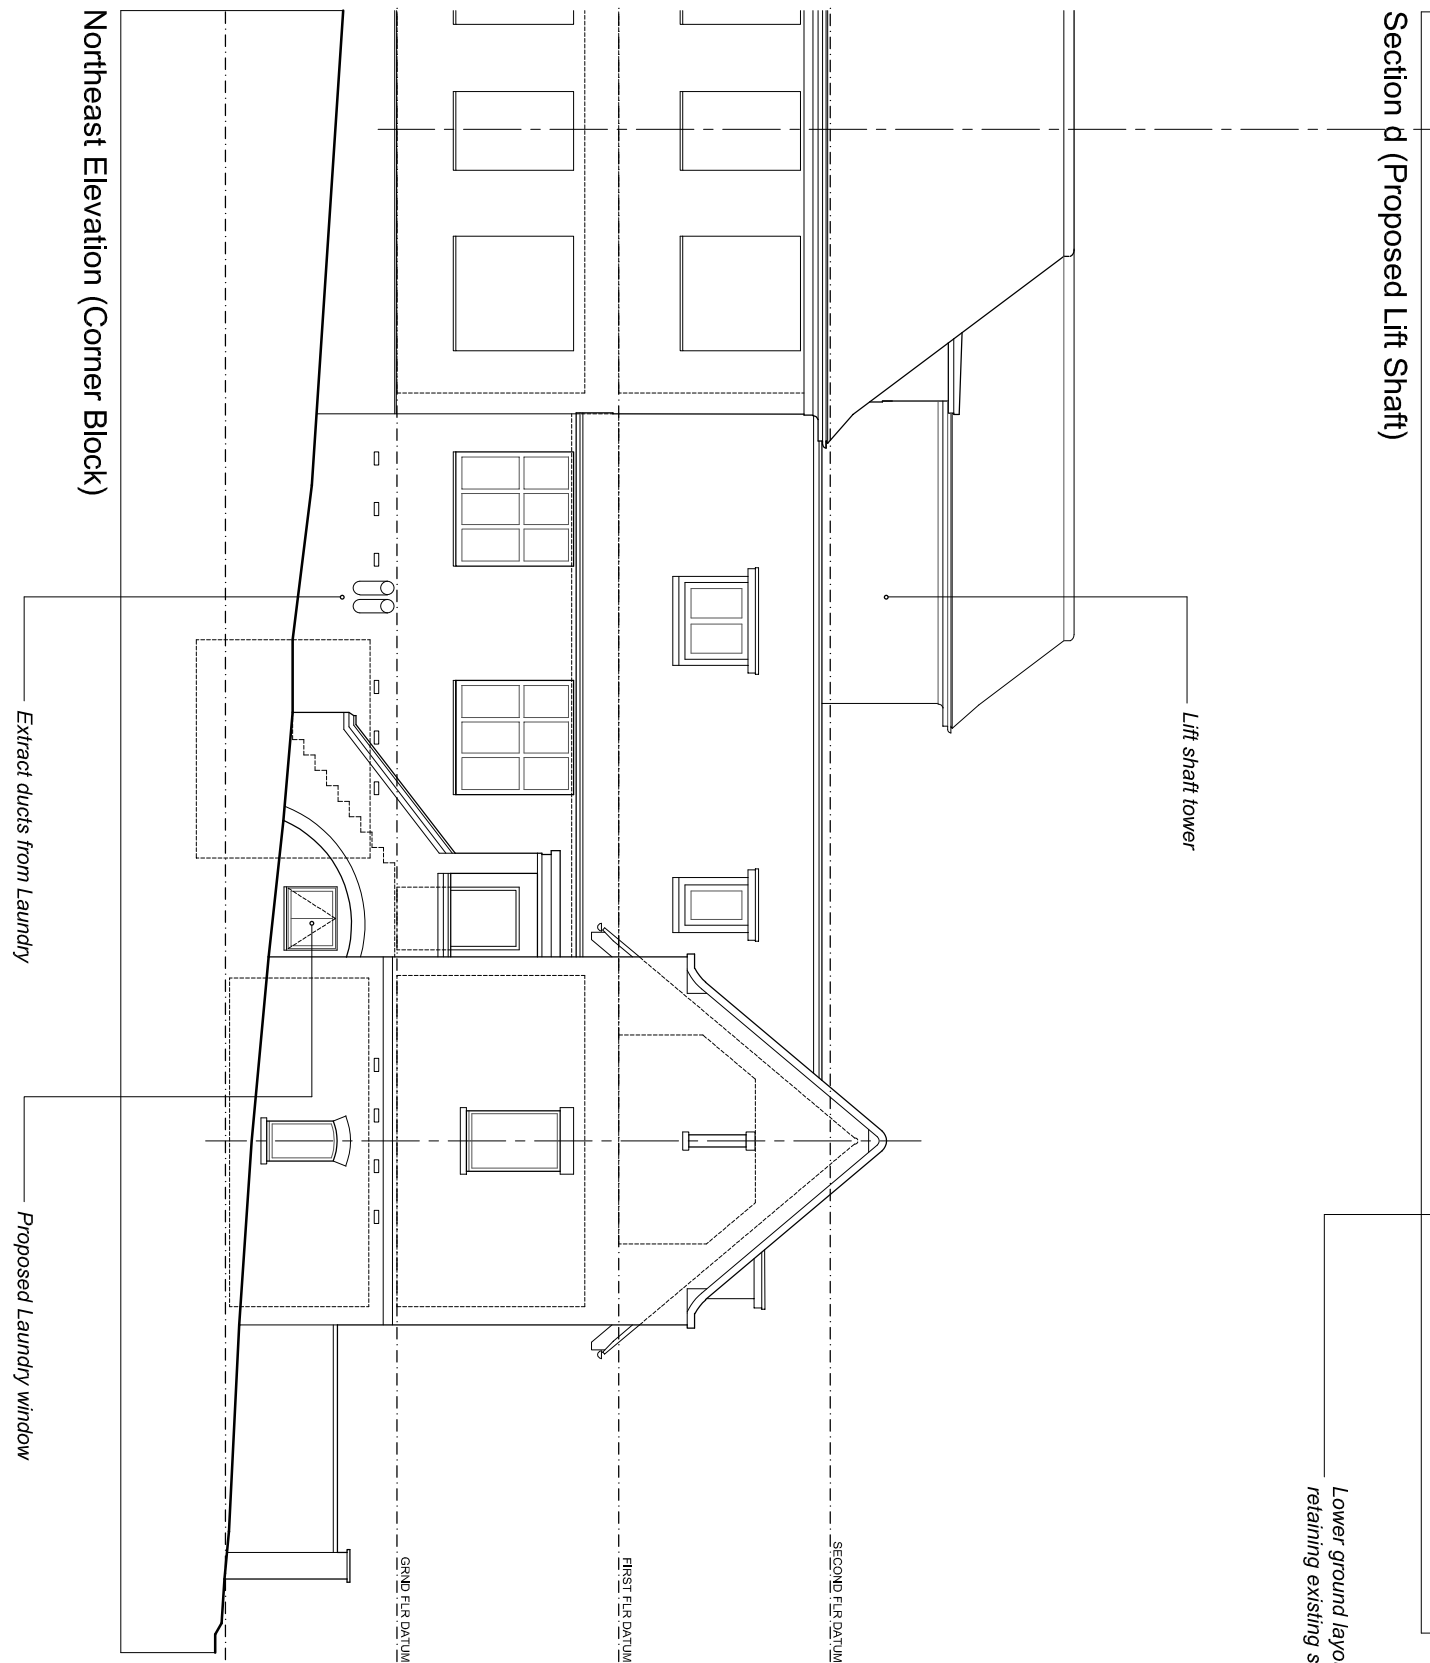 Section d (Proposed Lift Shaft)
Lower ground layo
retaining existing s
Lift shaft tower
SECOND FLR DATUM
FIRST FLR DATUM
GRND FLR DATUM
Northeast Elevation (Corner Block)
Extract ducts from Laundry
Proposed Laundry window